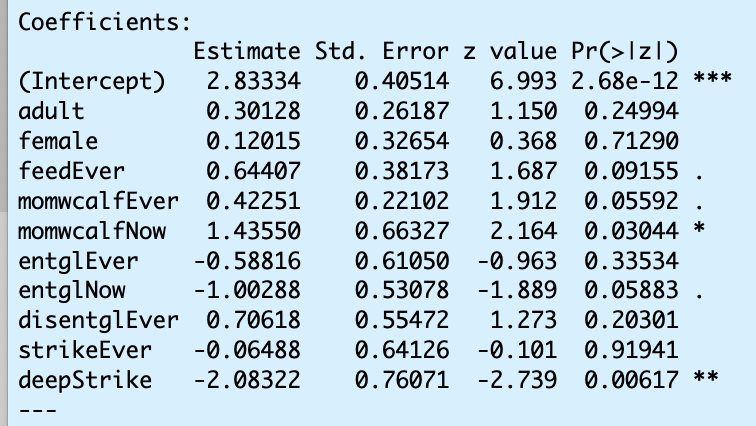 Coefficients:
              Estimate Std. Error z value Pr(>|z|)
(Intercept)    2.83334    0.40514   6.993 2.68e-12 ***
adult          0.30128    0.26187   1.150  0.24994
female         0.12015    0.32654   0.368  0.71290
feedEver       0.64407    0.38173   1.687  0.09155 .
momwcalfEver   0.42251    0.22102   1.912  0.05592 .
momwcalfNow    1.43550    0.66327   2.164  0.03044 *
entglEver     -0.58816    0.61050  -0.963  0.33534
entglNow      -1.00288    0.53078  -1.889  0.05883 .
disentglEver   0.70618    0.55472   1.273  0.20301
strikeEver    -0.06488    0.64126  -0.101  0.91941
deepStrike    -2.08322    0.76071  -2.739  0.00617 **
---